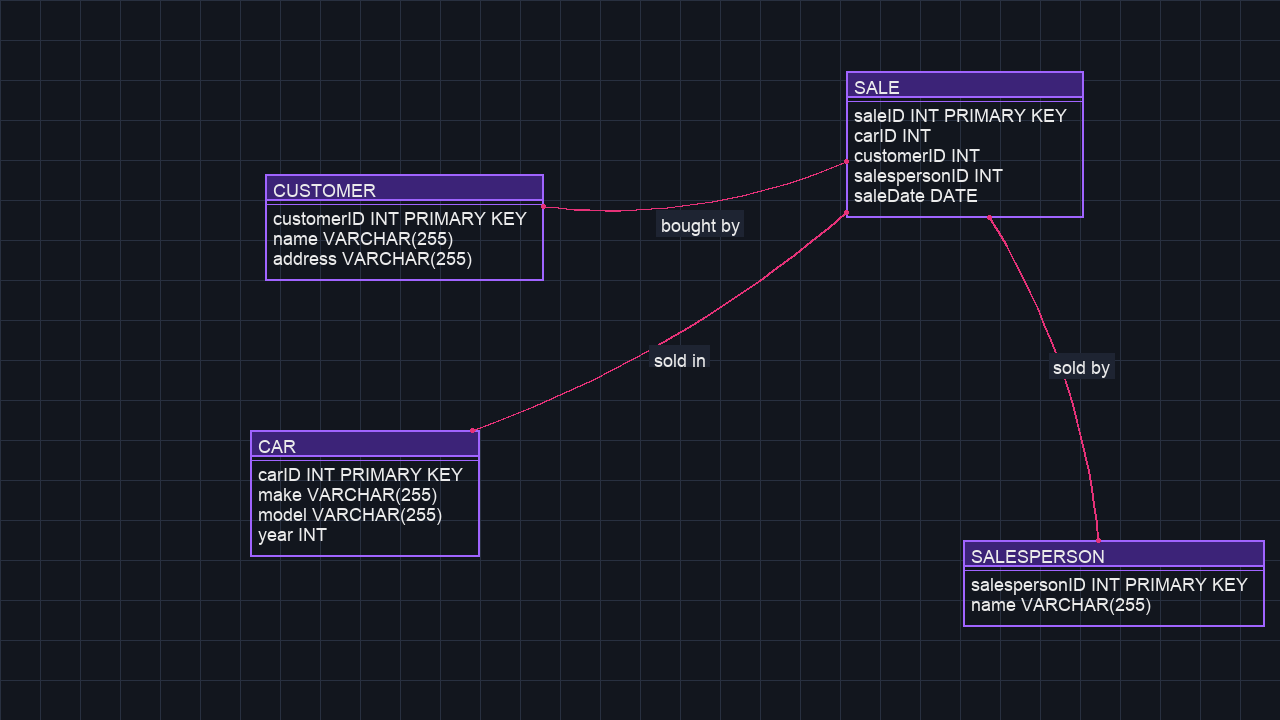 SALE
saleID INT PRIMARY KEY
carID INT
customerID INT
salespersonID INT
saleDate DATE
CUSTOMER
customerID INT PRIMARY KEY
name VARCHAR(255)
address VARCHAR(255)
bought by
sold in
sold by
CAR
carID INT PRIMARY KEY
make VARCHAR(255)
model VARCHAR(255)
year INT
SALESPERSON
salespersonID INT PRIMARY KEY
name VARCHAR(255)